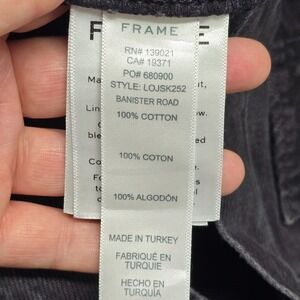 FRAME
RN# 139021
CA# 19371
PO# 680900
STYLE: LOJSK252
BANISTER ROAD
100% COTTON
100% COTON
100% ALGODÓN
MADE IN TURKEY
FABRIQUÉ EN
TURQUIE
HECHO EN
TURQUÍA